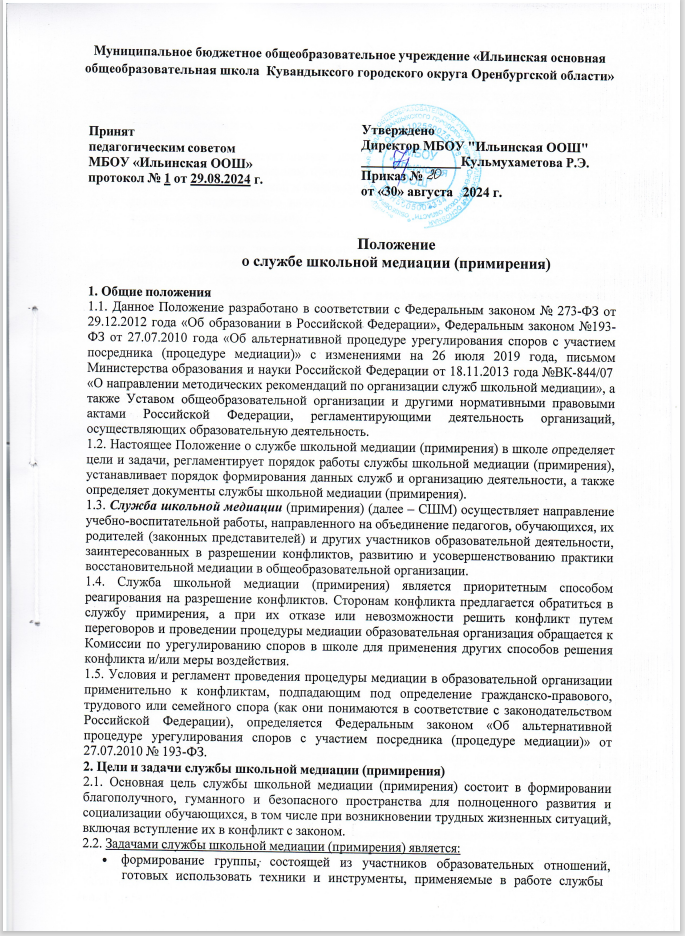 Муниципальное бюджетное общеобразовательное учреждение «Ильинская основная
общеобразовательная школа Кувандыксого городского округа Оренбургской области»
Принят
педагогическим советом
МБОУ «Ильинская ООШ»
протокол № 1 от 29.08.2024 г.
Утверждено
Директор МБОУ "Ильинская ООШ"
Кульмухаметова Р.Э.
Приказ № 20
от «30» августа 2024 г.
Положение
о службе школьной медиации (примирения)
1. Общие положения
1.1. Данное Положение разработано в соответствии с Федеральным законом № 273-ФЗ от
29.12.2012 года «Об образовании в Российской Федерации», Федеральным законом №193-
ФЗ от 27.07.2010 года «Об альтернативной процедуре урегулирования споров с участием
посредника (процедуре медиации)» с изменениями на 26 июля 2019 года, письмом
Министерства образования и науки Российской Федерации от 18.11.2013 года №ВК-844/07
«О направлении методических рекомендаций по организации служб школьной медиации», а
также Уставом общеобразовательной организации и другими нормативными правовыми
актами Российской Федерации, регламентирующими деятельность организаций,
осуществляющих образовательную деятельность.
1.2. Настоящее Положение о службе школьной медиации (примирения) в школе определяет
цели и задачи, регламентирует порядок работы службы школьной медиации (примирения),
устанавливает порядок формирования данных служб и организацию деятельности, а также
определяет документы службы школьной медиации (примирения).
1.3. Служба школьной медиации (примирения) (далее – СШМ) осуществляет направление
учебно-воспитательной работы, направленного на объединение педагогов, обучающихся, их
родителей (законных представителей) и других участников образовательной деятельности,
заинтересованных в разрешении конфликтов, развитию и усовершенствованию практики
восстановительной медиации в общеобразовательной организации.
1.4. Служба школьной медиации (примирения) является приоритетным способом
реагирования на разрешение конфликтов. Сторонам конфликта предлагается обратиться в
службу примирения, а при их отказе или невозможности решить конфликт путем
переговоров и проведении процедуры медиации образовательная организация обращается к
Комиссии по урегулированию споров в школе для применения других способов решения
конфликта и/или меры воздействия.
1.5. Условия и регламент проведения процедуры медиации в образовательной организации
применительно к конфликтам, подпадающим под определение гражданско-правового,
трудового или семейного спора (как они понимаются в соответствие с законодательством
Российской Федерации), определяется Федеральным законом «Об альтернативной
процедуре урегулирования споров с участием посредника (процедуре медиации)» от
27.07.2010 № 193-ФЗ.
2. Цели и задачи службы школьной медиации (примирения)
2.1. Основная цель службы школьной медиации (примирения) состоит в формировании
благополучного, гуманного и безопасного пространства для полноценного развития и
социализации обучающихся, в том числе при возникновении трудных жизненных ситуаций,
включая вступление их в конфликт с законом.
2.2. Задачами службы школьной медиации (примирения) является:
• формирование группы, состоящей из участников образовательных отношений,
готовых использовать техники и инструменты, применяемые в работе службы